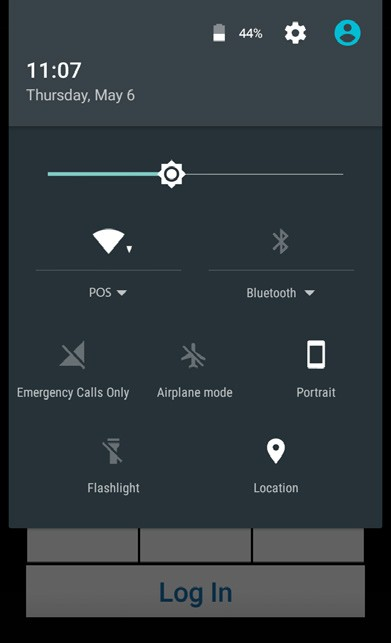 44%
11:07
Thursday, May 6
POS
Bluetooth
Emergency Calls Only
Airplane mode
Portrait
Flashlight
Location
Log In